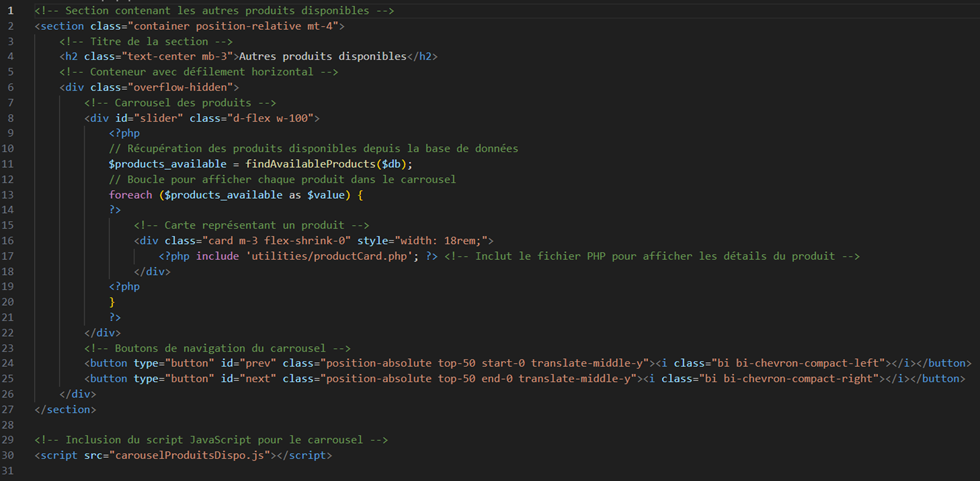 1 <!-- Section contenant les autres produits disponibles -->
2 <section class="container position-relative mt-4">
3 <!-- Titre de la section -->
4 <h2 class="text-center mb-3">Autres produits disponibles</h2>
5 <!-- Conteneur avec défilement horizontal -->
6 <div class="overflow-hidden">
7 <!-- Carrousel des produits -->
8 <div id="slider" class="d-flex w-100">
9 <?php
10 // Récupération des produits disponibles depuis la base de données
11 $products_available = findAvailableProducts($db);
12 // Boucle pour afficher chaque produit dans le carrousel
13 foreach ($products_available as $value) {
14 ?>
15 <!-- Carte représentant un produit -->
16 <div class="card m-3 flex-shrink-0" style="width: 18rem;">
17 <?php include 'utilities/productCard.php'; ?> <!-- Inclut le fichier PHP pour afficher les détails du produit -->
18 </div>
19 <?php
20 }
21 ?>
22 </div>
23 <!-- Boutons de navigation du carrousel -->
24 <button type="button" id="prev" class="position-absolute top-50 start-0 translate-middle-y"><i class="bi bi-chevron-compact-left"></i></button>
25 <button type="button" id="next" class="position-absolute top-50 end-0 translate-middle-y"><i class="bi bi-chevron-compact-right"></i></button>
26 </div>
27 </section>
28
29 <!-- Inclusion du script JavaScript pour le carrousel -->
30 <script src="carouselProduitsDispo.js"></script>
31